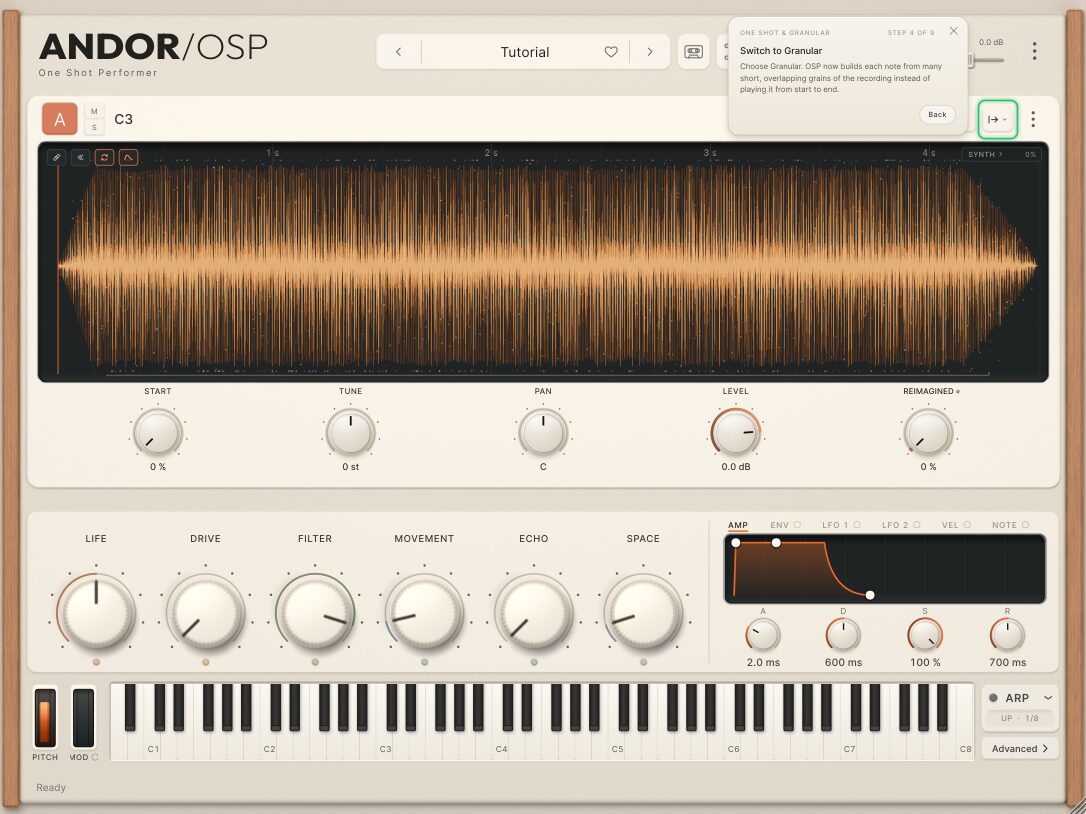 ANDOR/OSP
One Shot Performer
Tutorial
ONE SHOT & GRANULAR
STEP 4 OF 9
Switch to Granular
Choose Granular. OSP now builds each note from many
short, overlapping grains of the recording instead of
playing it from start to end.
Back
0.0 dB
A
M
S
C3
1 s
2 s
3 s
4 s
SYNTH
0%
START
TUNE
PAN
LEVEL
REIMAGINED
0 %
0 st
C
0.0 dB
0 %
LIFE
DRIVE
FILTER
MOVEMENT
ECHO
SPACE
AMP
ENV
LFO 1
LFO 2
VEL
NOTE
A
D
S
R
2.0 ms
600 ms
100 %
700 ms
PITCH
MOD
C1
C2
C3
C4
C5
C6
C7
C8
ARP
UP · 1/8
Advanced
Ready